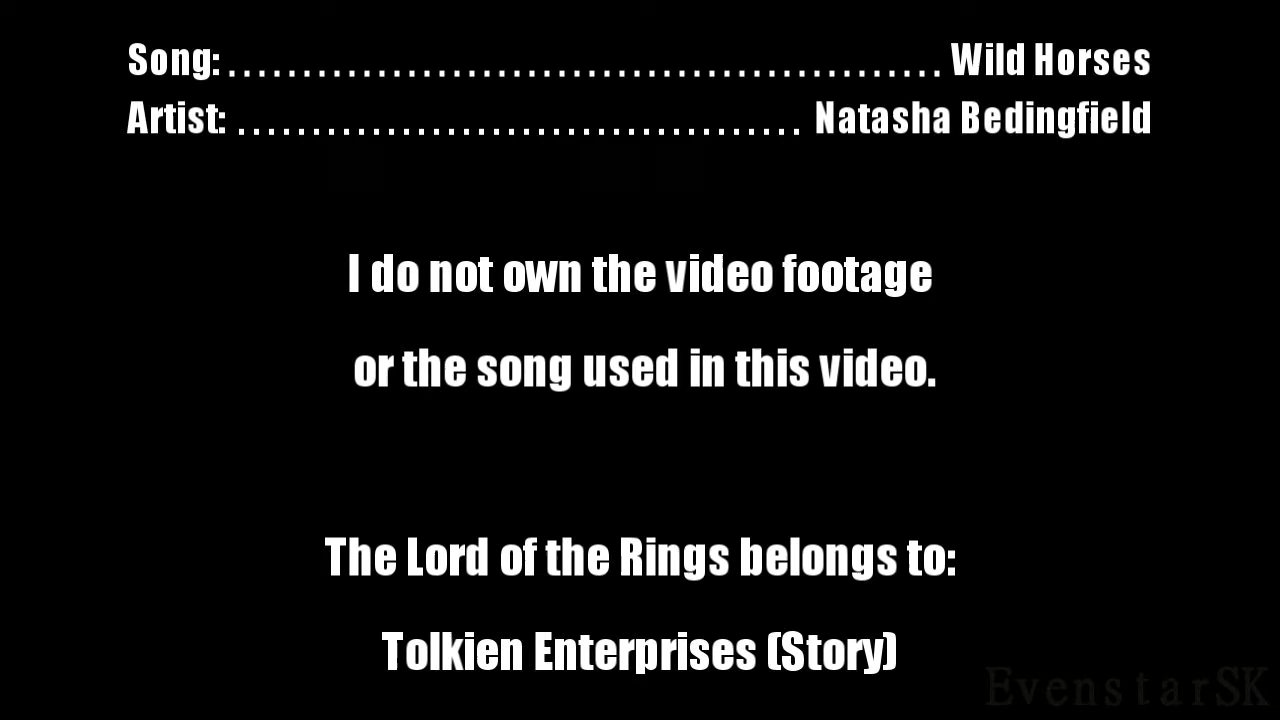 Song: ................................................ Wild Horses
Artist: ...................................... Natasha Bedingfield
I do not own the video footage
or the song used in this video.
The Lord of the Rings belongs to:
Tolkien Enterprises (Story)
EvenstarSK